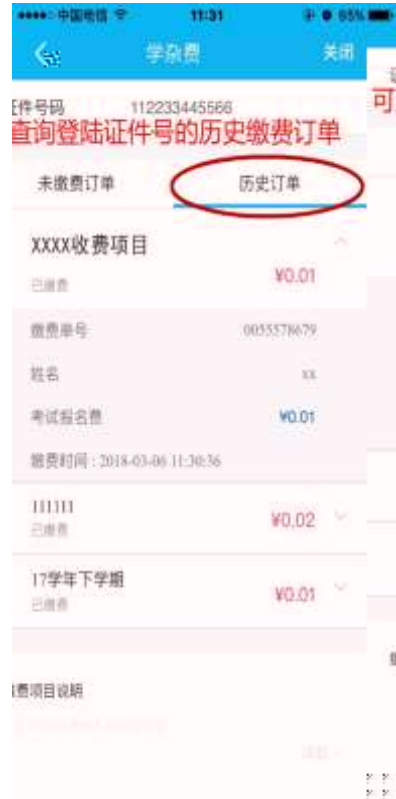 中国电信 11:31 65%
学杂费 关闭
证件号码 112233445566
查询登陆证件号的历史缴费订单
可
未缴费订单 历史订单
XXXX收费项目
已缴费 ¥0.01
缴费单号 0055578679
姓名 xx
考试报名费 ¥0.01
缴费时间 : 2018-03-06 11:30:36
111111
已缴费 ¥0.02
17学年下学期
已缴费 ¥0.01
缴费项目说明